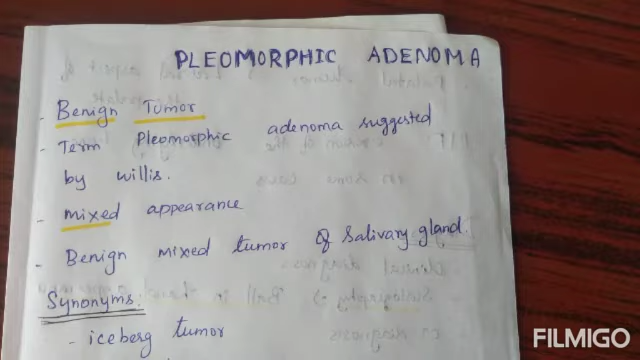 PLEOMORPHIC ADENOMA
- Benign Tumor
- Term Pleomorphic adenoma suggested
by willis.
- mixed appearance
- Benign mixed tumor of salivary gland.
Synonyms:
- iceberg tumor
FILMIGO